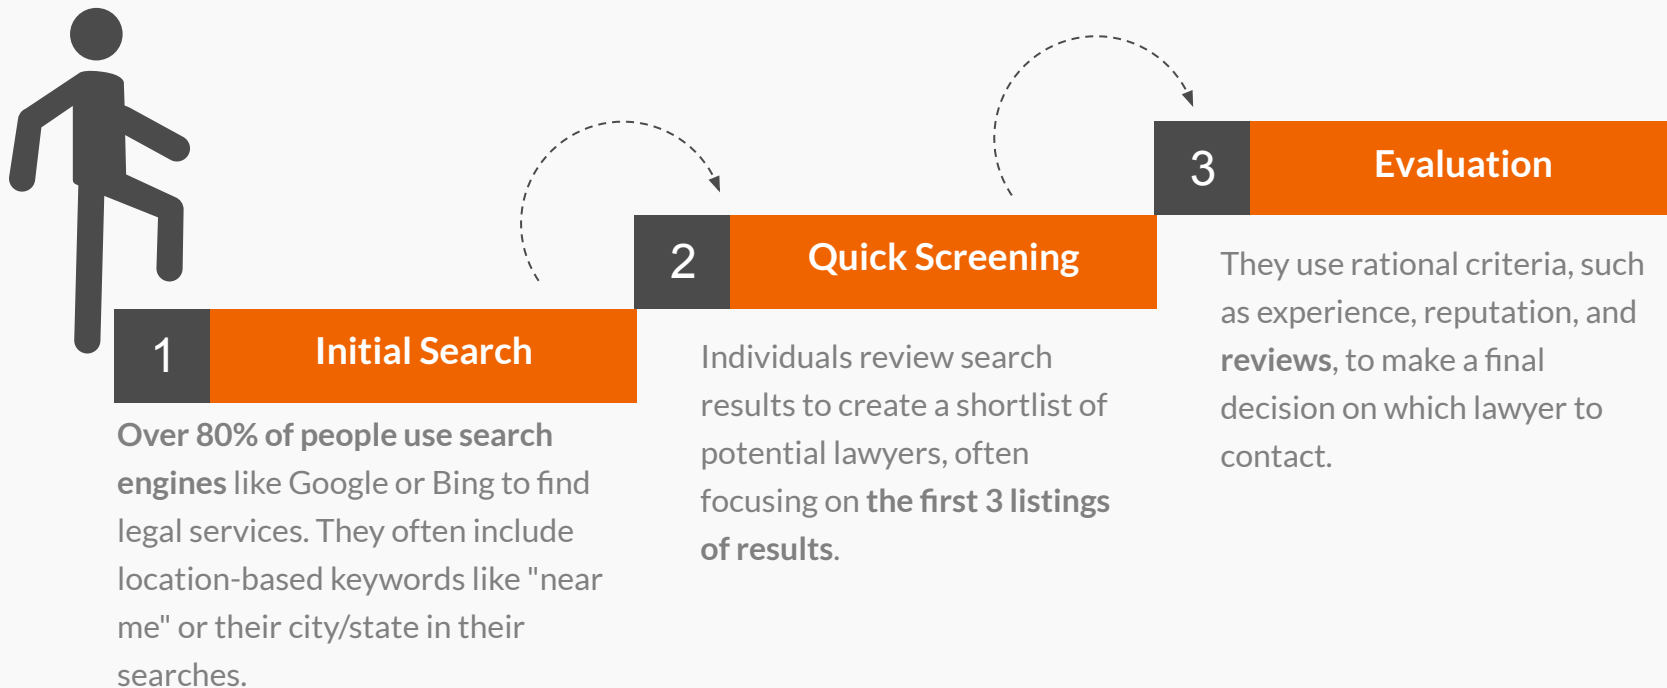 1
Initial Search
Over 80% of people use search
engines like Google or Bing to find
legal services. They often include
location-based keywords like "near
me" or their city/state in their
searches.
2
Quick Screening
Individuals review search
results to create a shortlist of
potential lawyers, often
focusing on the first 3 listings
of results.
3
Evaluation
They use rational criteria, such
as experience, reputation, and
reviews, to make a final
decision on which lawyer to
contact.